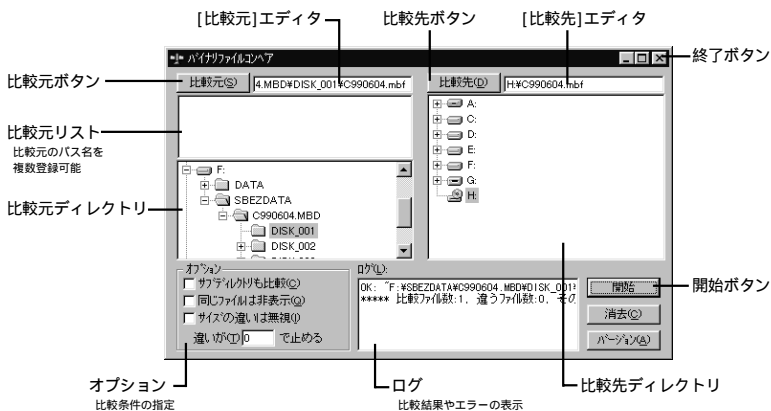 [比較元]エディタ
比較先ボタン
[比較先]エディタ
終了ボタン
比較元ボタン
比較元リスト
比較元のパス名を
複数登録可能
比較元ディレクトリ
ﾊﾞｲﾅﾘﾌｧｲﾙｺﾝﾍﾟｱ
比較元(S)
4.MBD¥DISK_001¥C990604.mbf
比較先(D)
H:¥C990604.mbf
F:
DATA
SBEZDATA
C990604.MBD
DISK_001
DISK_002
A:
C:
D:
E:
F:
G:
H:
ｵﾌﾟｼｮﾝ
ｻﾌﾞﾃﾞｨﾚｸﾄﾘも比較(C)
同じﾌｧｲﾙは非表示(Q)
ｻｲｽﾞの違いは無視(I)
違いが(T) 0 で止める
ﾛｸﾞ(L):
OK: "F:¥SBEZDATA¥C990604.MBD¥DISK_001¥
***** 比較ﾌｧｲﾙ数:1, 違うﾌｧｲﾙ数:0, その
開始
消去(C)
ﾊﾞｰｼﾞｮﾝ(A)
開始ボタン
オプション
比較条件の指定
ログ
比較結果やエラーの表示
比較先ディレクトリ